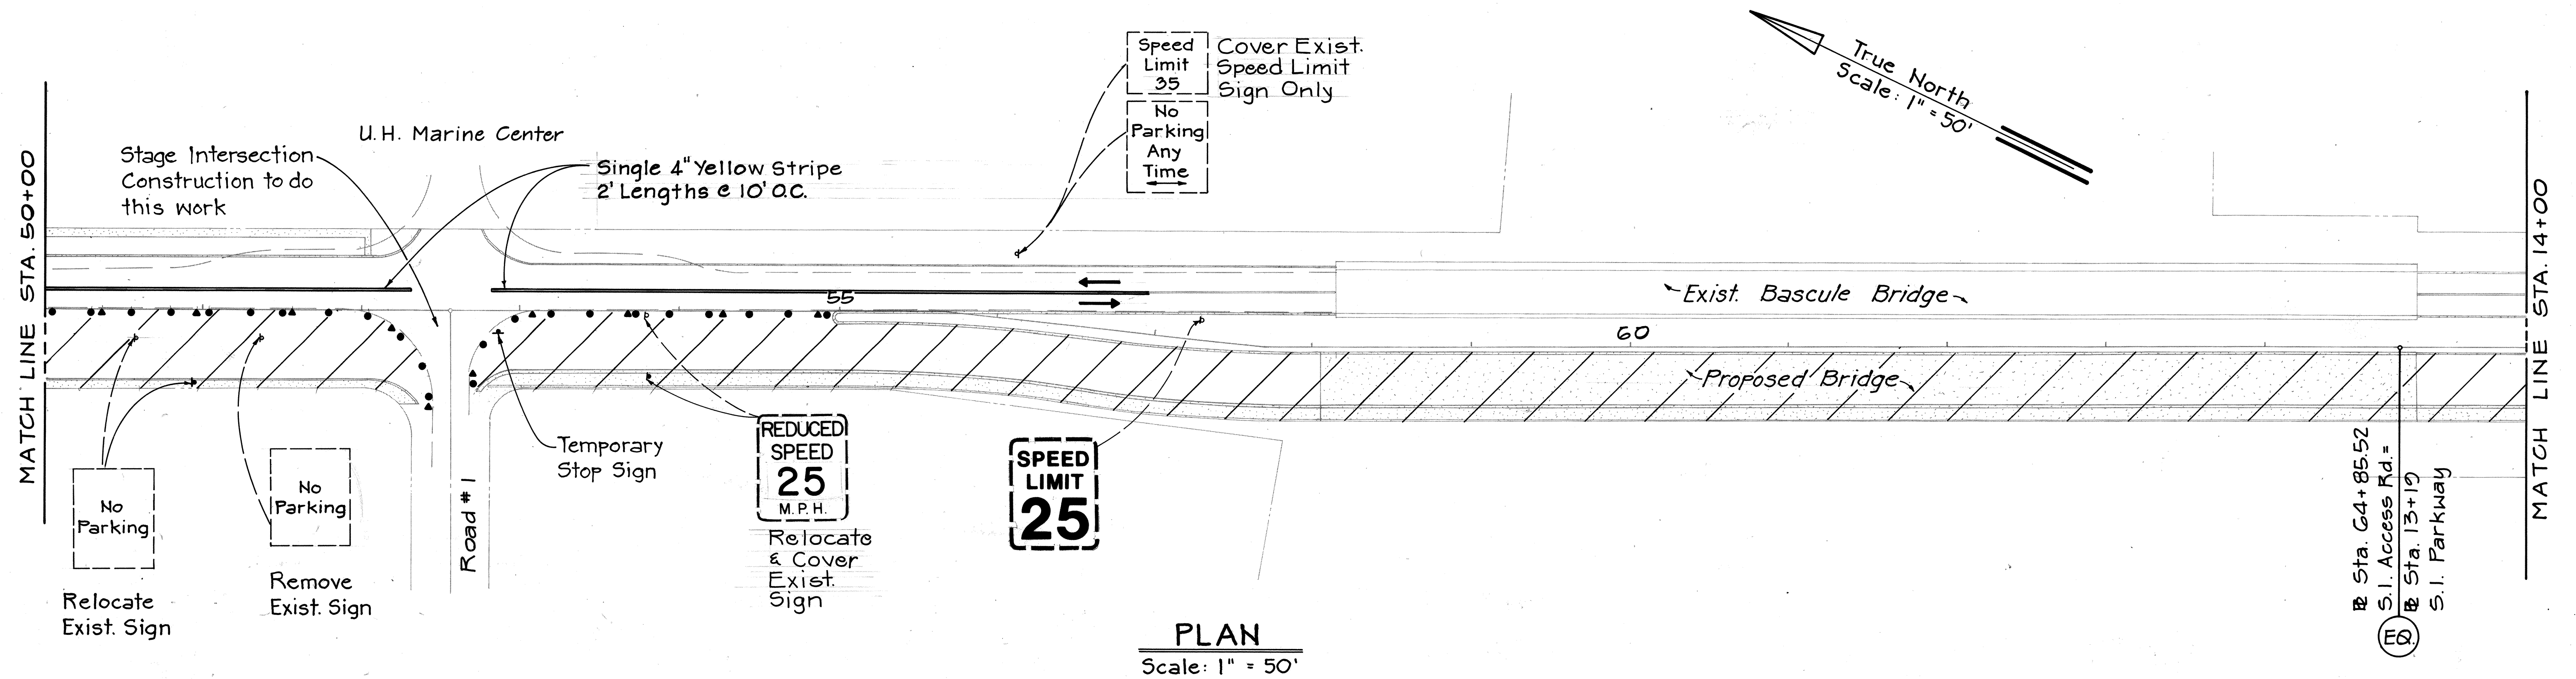 Speed
Limit
35
Cover Exist.
Speed Limit
Sign Only
No
Parking
Any
Time
True North
Scale: 1" = 50'
U.H. Marine Center
Stage Intersection
Construction to do
this work
Single 4" Yellow Stripe
2' Lengths @ 10' O.C.
MATCH LINE STA. 50+00
MATCH LINE STA. 14+00
55
Exist. Bascule Bridge
60
Proposed Bridge
Temporary
Stop Sign
REDUCED
SPEED
25
M.P.H.
Relocate
& Cover
Exist.
Sign
SPEED
LIMIT
25
No
Parking
Relocate
Exist. Sign
No
Parking
Remove
Exist. Sign
Road #1
Sta. 64+85.52
S.I. Access Rd.=
Sta. 13+19
S.I. Parkway
EQ.
PLAN
Scale: 1" = 50'